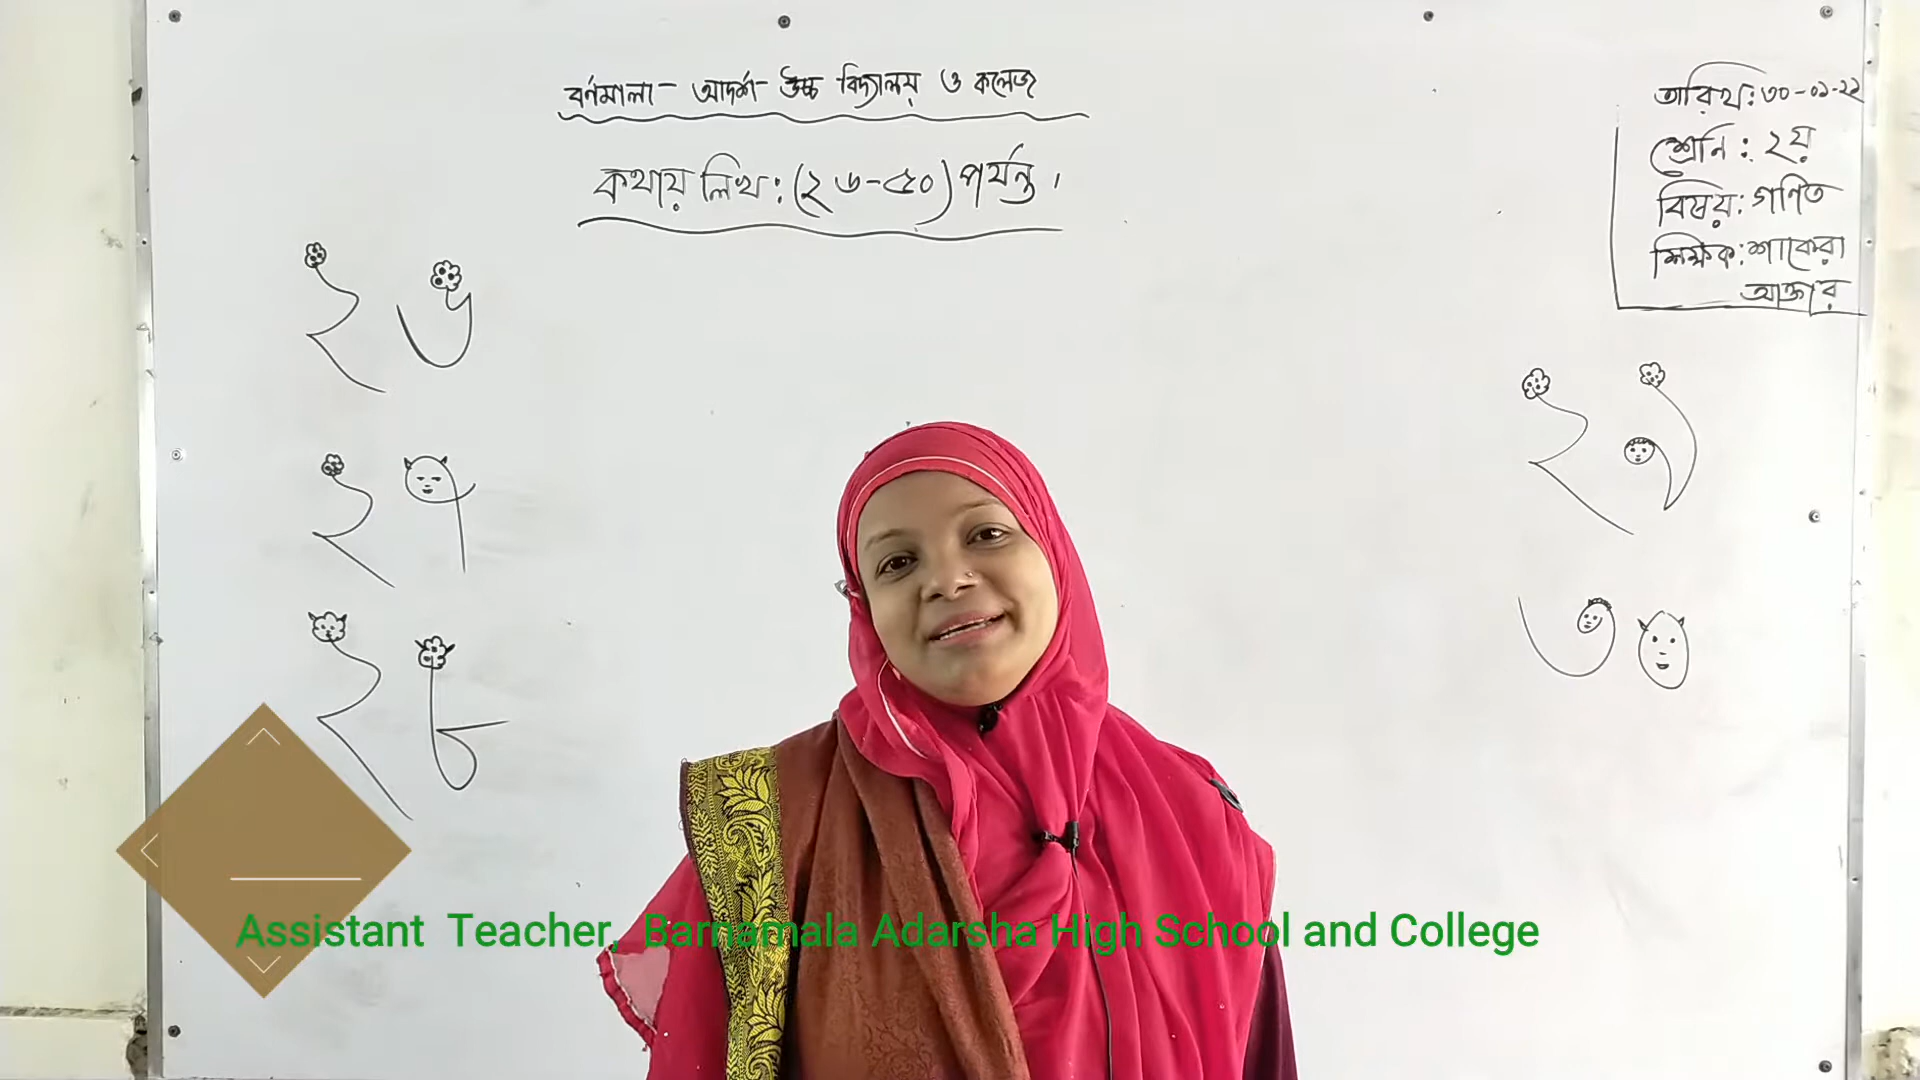 বর্ণমালা- আদর্শ- উচ্চ বিদ্যালয় ও কলেজ
কথায় লিখ: (২৬-৫০) পর্যন্ত।
তারিখ: ৩০-০১-২১
শ্রেনি: ২য়
বিষয়: গণিত
শিক্ষক: শাকেরা
আক্তার
২৬
২৭
২৮
২৯
৩০
Assistant Teacher, Barnamala Adarsha High School and College